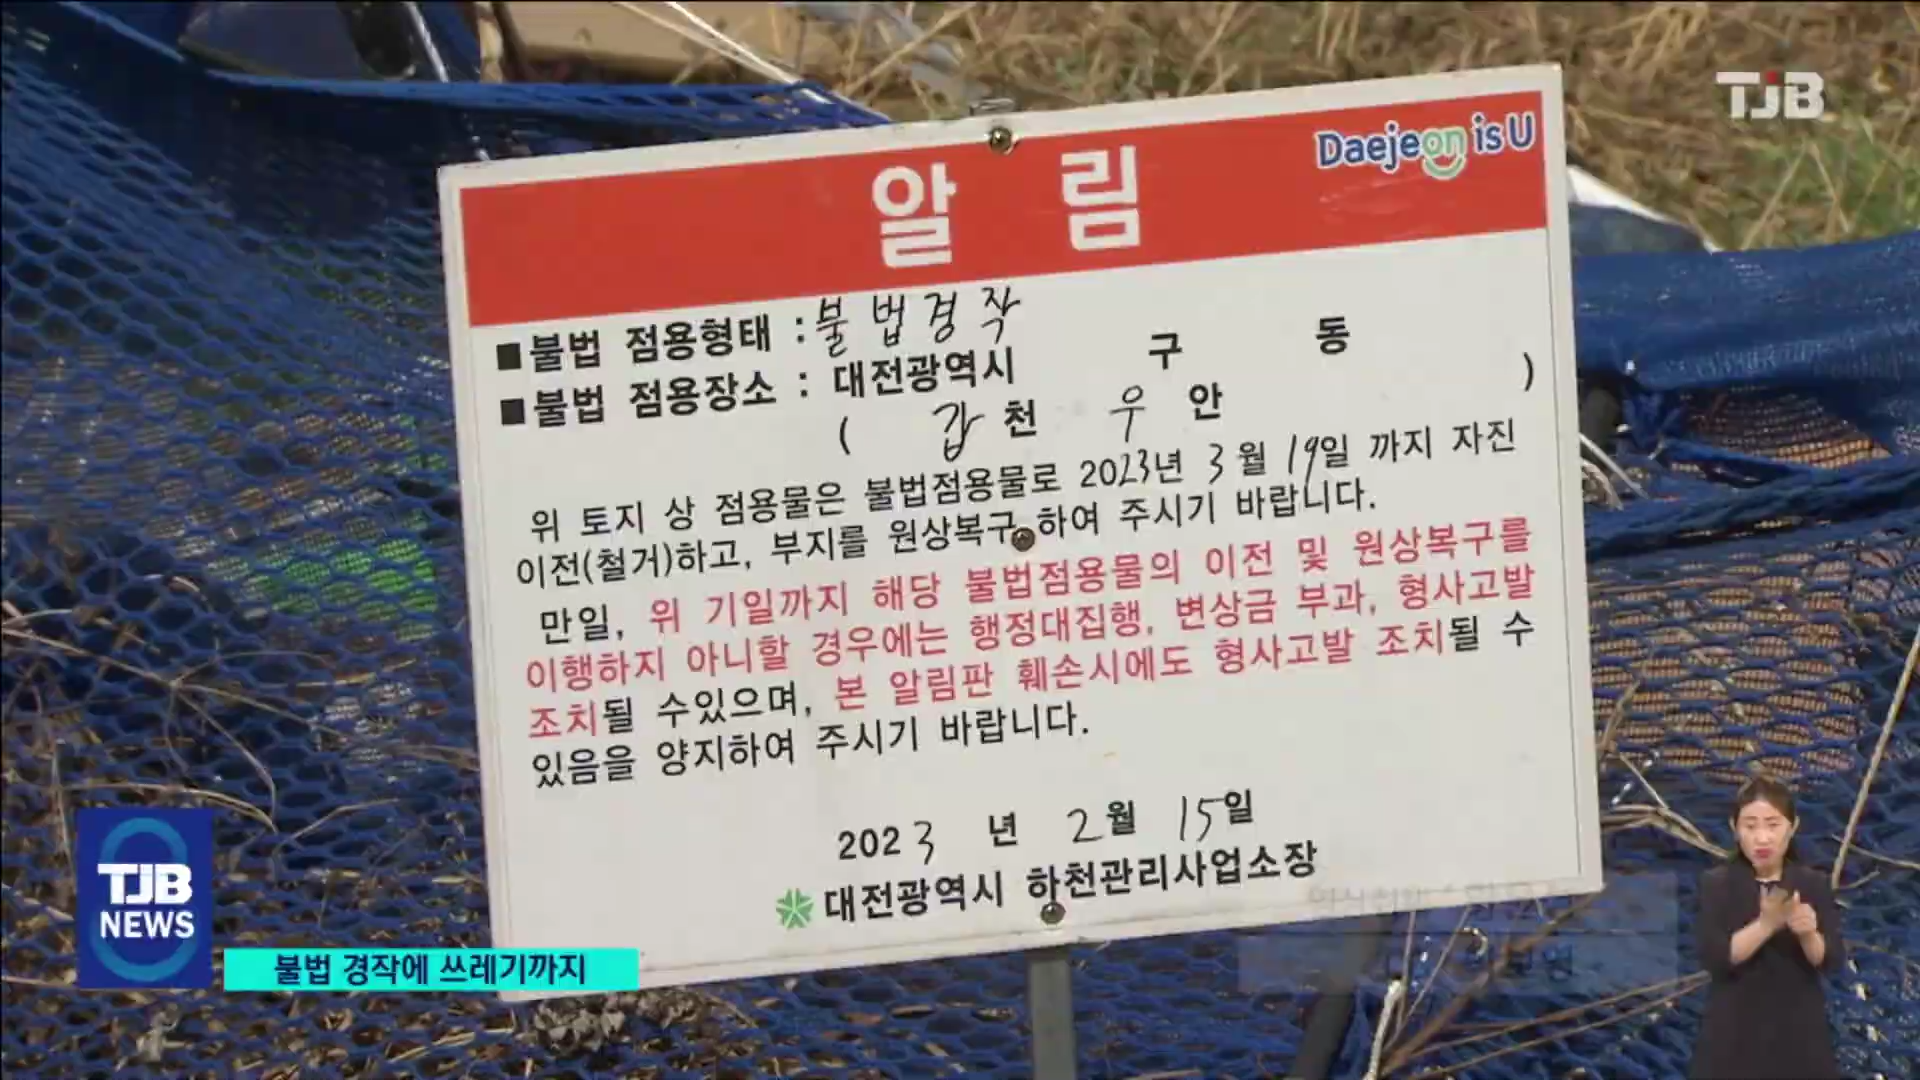 TJB
Daejeon is U
알 림
■불법 점용형태 : 불법경작
■불법 점용장소 : 대전광역시 구 동
( 갑천 우안 )
위 토지 상 점용물은 불법점용물로 2023년 3월 19일 까지 자진
이전(철거)하고, 부지를 원상복구 하여 주시기 바랍니다.
만일, 위 기일까지 해당 불법점용물의 이전 및 원상복구를
이행하지 아니할 경우에는 행정대집행, 변상금 부과, 형사고발
조치될 수있으며, 본 알림판 훼손시에도 형사고발 조치될 수
있음을 양지하여 주시기 바랍니다.
2023 년 2월 15일
대전광역시 하천관리사업소장
TJB
NEWS
불법 경작에 쓰레기까지